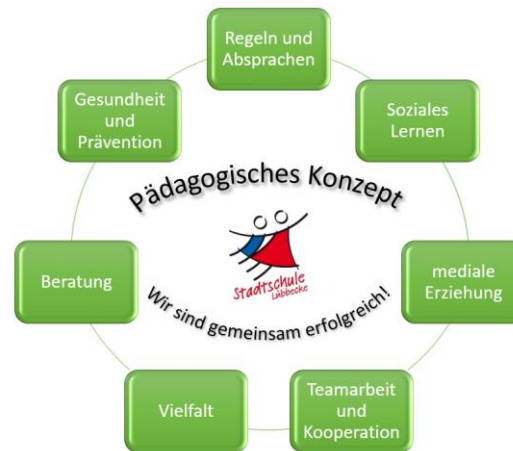 Regeln und
Absprachen
Soziales
Lernen
mediale
Erziehung
Teamarbeit
und
Kooperation
Vielfalt
Beratung
Gesundheit
und
Prävention
Pädagogisches Konzept
Stadtschule
Lübbecke
Wir sind gemeinsam erfolgreich!